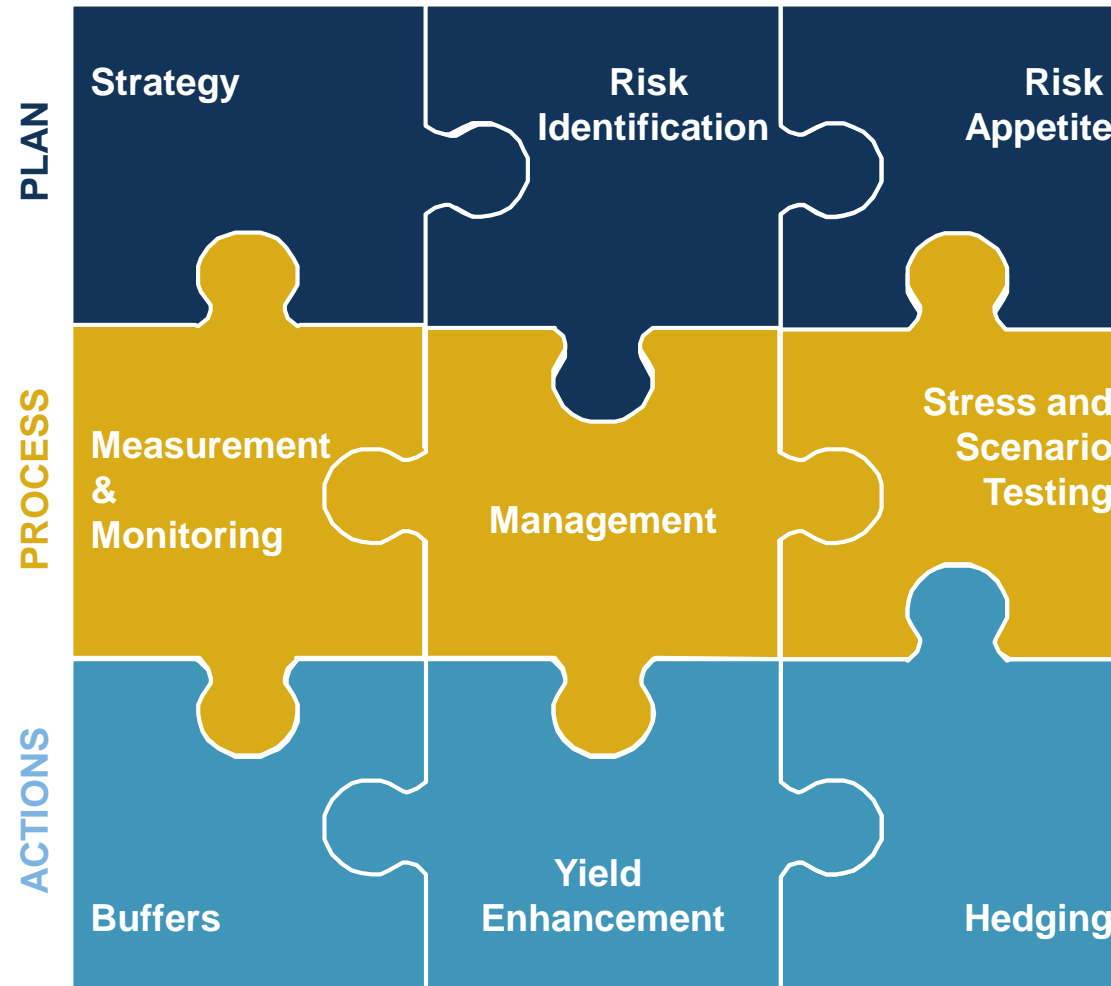 PLAN
Strategy
Risk
Identification
Risk
Appetite
PROCESS
Measurement
&
Monitoring
Management
Stress and
Scenario
Testing
ACTIONS
Buffers
Yield
Enhancement
Hedging